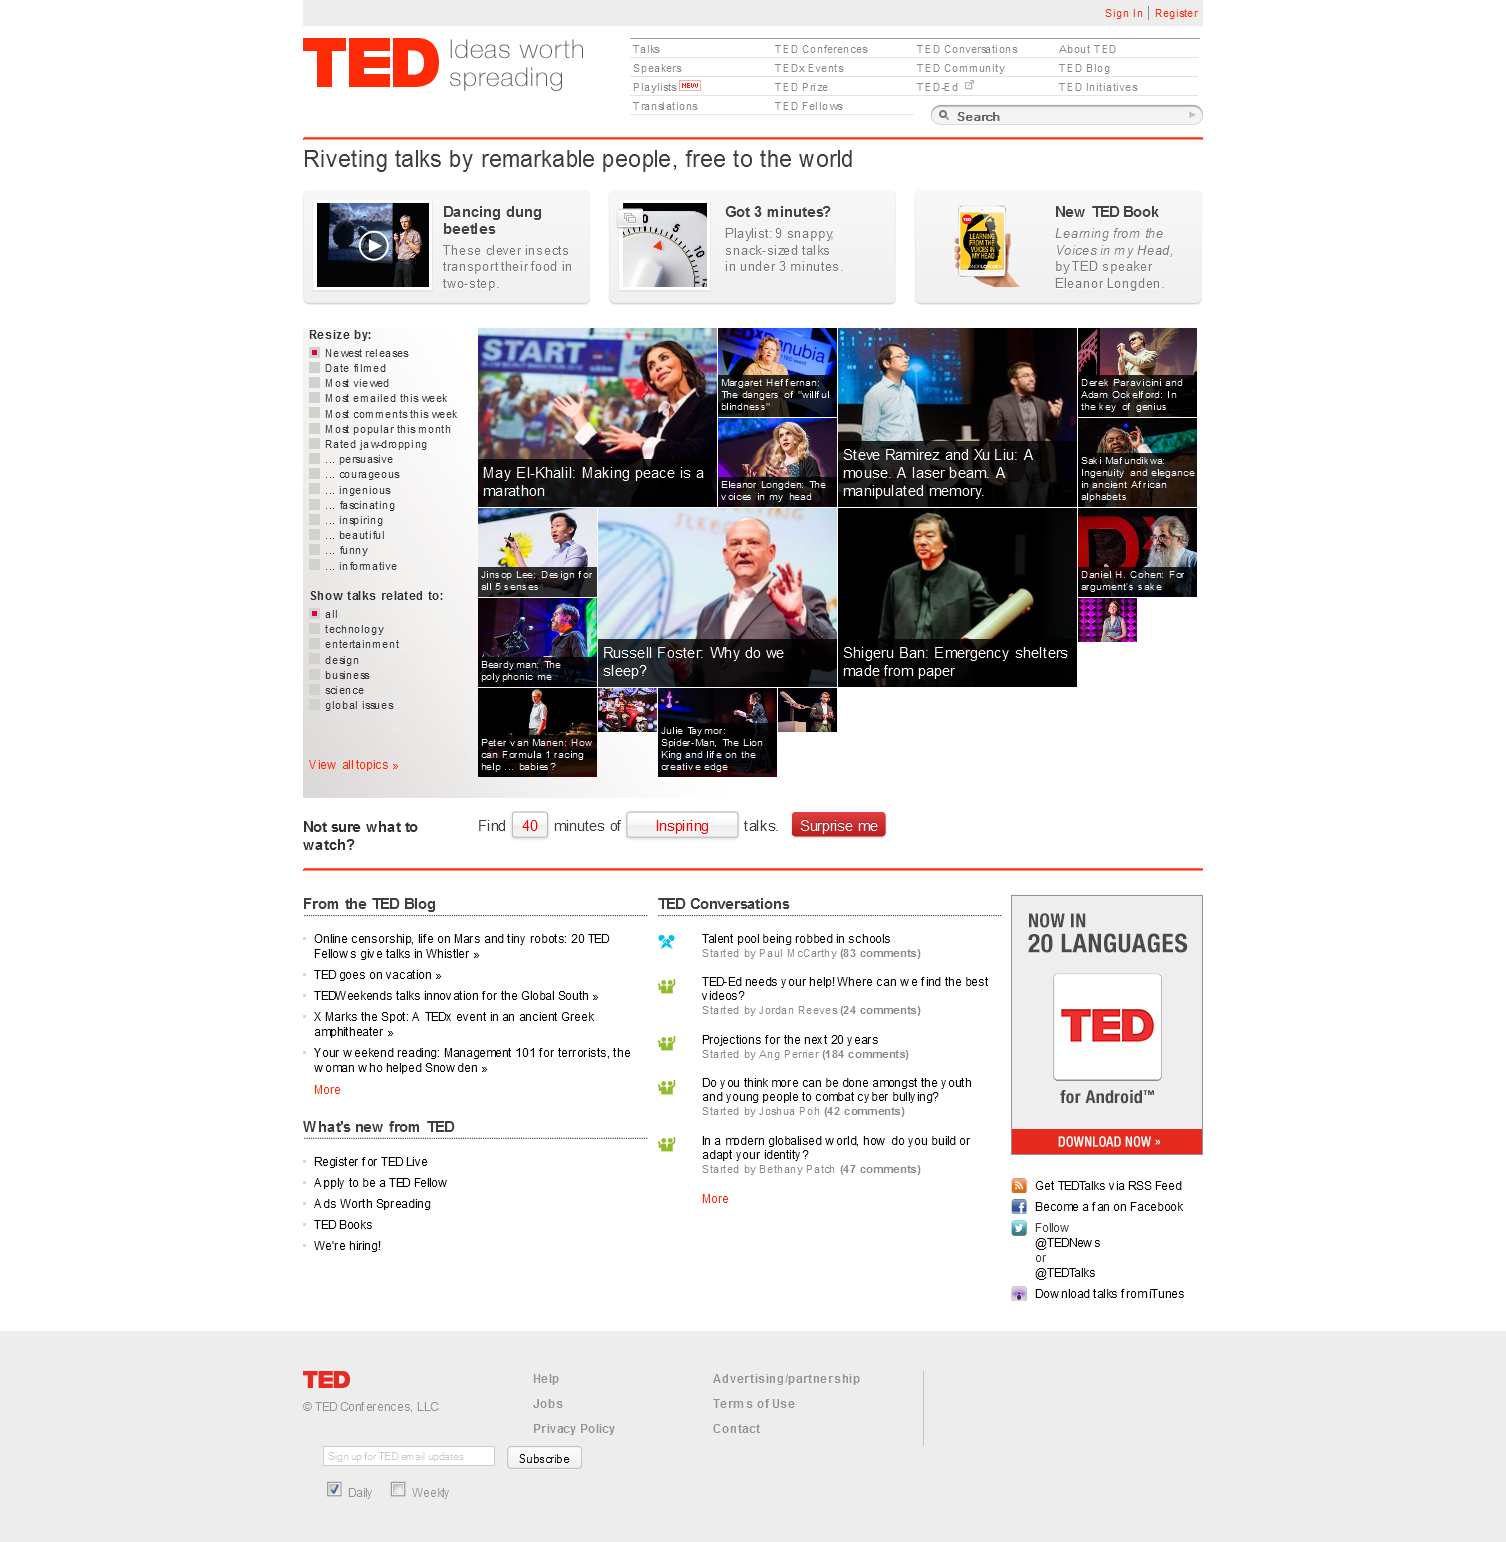 Sign In | Register
TED Ideas worth
spreading
Talks
TED Conferences
TED Conversations
About TED
Speakers
TEDx Events
TED Community
TED Blog
Playlists NEW
TED Prize
TED-Ed
TED Initiatives
Translations
TED Fellows
Search
Riveting talks by remarkable people, free to the world
Dancing dung
beetles
These clever insects
transport their food in
two-step.
0
5
10
Got 3 minutes?
Playlist: 9 snappy,
snack-sized talks
in under 3 minutes.
TED
LEARNING
FROM THE
VOICES IN
MY HEAD
New TED Book
Learning from the
Voices in my Head,
by TED speaker
Eleanor Longden.
Resize by:
Newest releases
Date filmed
Most viewed
Most emailed this week
Most comments this week
Most popular this month
Rated jaw-dropping
... persuasive
... courageous
... ingenious
... fascinating
... inspiring
... beautiful
... funny
... informative
Show talks related to:
all
technology
entertainment
design
business
science
global issues
View all topics »
START
May El-Khalil: Making peace is a
marathon
Margaret Heffernan:
The dangers of "willful
blindness"
Eleanor Longden: The
voices in my head
Steve Ramirez and Xu Liu: A
mouse. A laser beam. A
manipulated memory.
Derek Paravicini and
Adam Ockelford: In
the key of genius
Saki Mafundikwa:
Ingenuity and elegance
in ancient African
alphabets
Jinsop Lee: Design for
all 5 senses
Beardyman: The
polyphonic me
Russell Foster: Why do we
sleep?
Shigeru Ban: Emergency shelters
made from paper
Daniel H. Cohen: For
argument's sake
Peter van Manen: How
can Formula 1 racing
help ... babies?
Julie Taymor:
Spider-Man, The Lion
King and life on the
creative edge
Not sure what to
watch?
Find 40 minutes of Inspiring talks. Surprise me
From the TED Blog
Online censorship, life on Mars and tiny robots: 20 TED
Fellows give talks in Whistler »
TED goes on vacation »
TEDWeekends talks innovation for the Global South »
X Marks the Spot: A TEDx event in an ancient Greek
amphitheater »
Your weekend reading: Management 101 for terrorists, the
woman who helped Snowden »
More
What's new from TED
Register for TED Live
Apply to be a TED Fellow
Ads Worth Spreading
TED Books
We're hiring!
TED Conversations
Talent pool being robbed in schools
Started by Paul McCarthy (83 comments)
TED-Ed needs your help! Where can we find the best
videos?
Started by Jordan Reeves (24 comments)
Projections for the next 20 years
Started by Ang Perrier (184 comments)
Do you think more can be done amongst the youth
and young people to combat cyber bullying?
Started by Joshua Poh (42 comments)
In a modern globalised world, how do you build or
adapt your identity?
Started by Bethany Patch (47 comments)
More
NOW IN
20 LANGUAGES
TED
for Android™
DOWNLOAD NOW »
Get TEDTalks via RSS Feed
Become a fan on Facebook
Follow
@TEDNews
or
@TEDTalks
Download talks from iTunes
TED
© TED Conferences, LLC
Help
Jobs
Privacy Policy
Advertising/partnership
Terms of Use
Contact
Sign up for TED email updates
Subscribe
Daily
Weekly